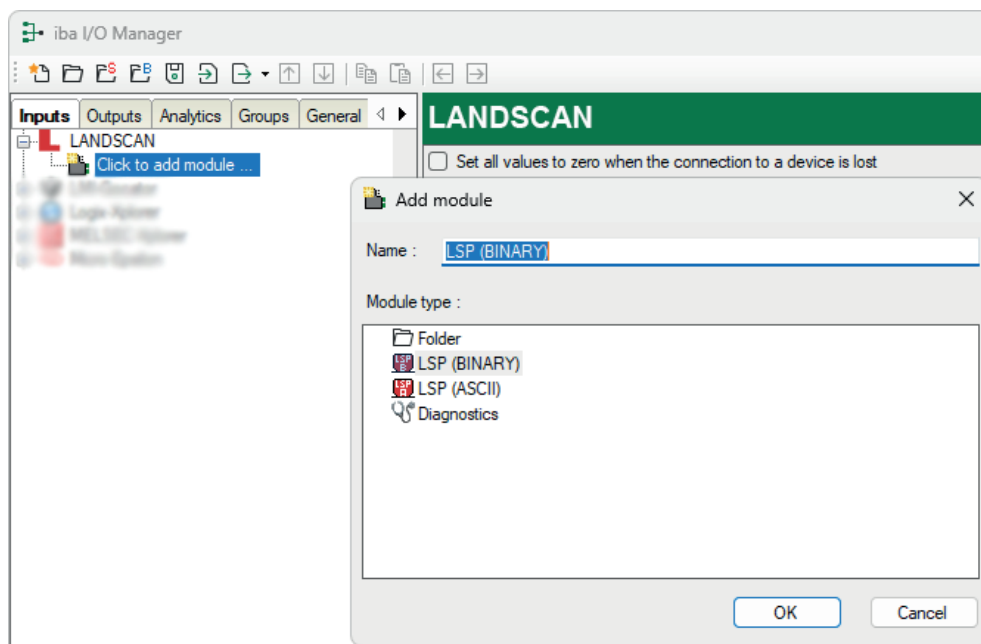 iba I/O Manager
Inputs Outputs Analytics Groups General
LANDSCAN
Click to add module ...
LANDSCAN
Set all values to zero when the connection to a device is lost
Add module
Name : LSP (BINARY)
Module type :
Folder
LSP (BINARY)
LSP (ASCII)
Diagnostics
OK Cancel